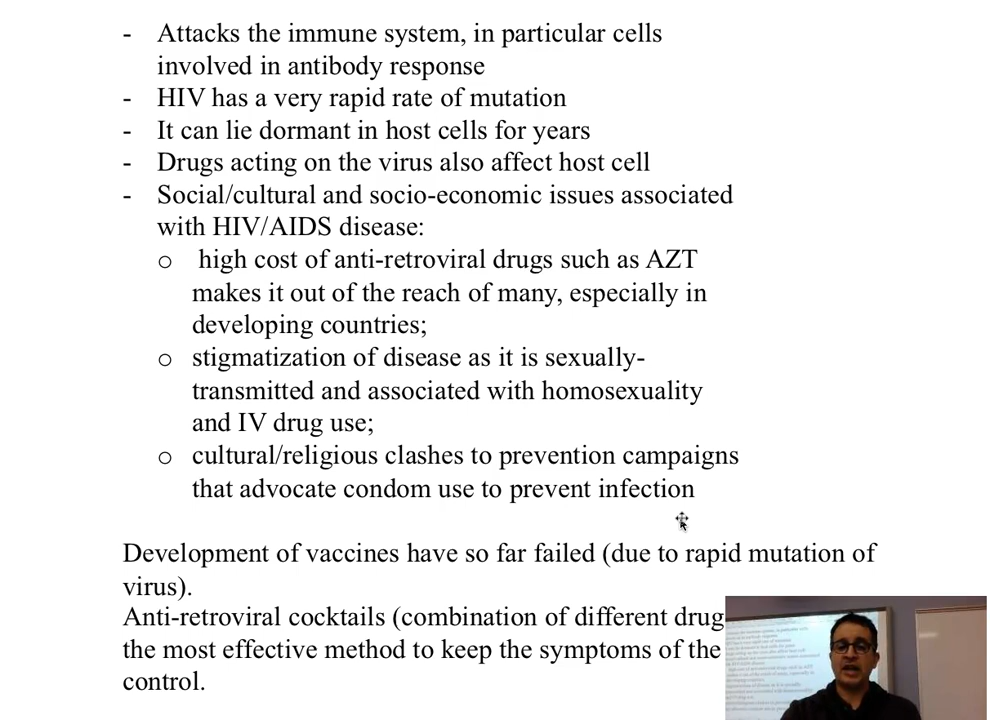 - Attacks the immune system, in particular cells
involved in antibody response
- HIV has a very rapid rate of mutation
- It can lie dormant in host cells for years
- Drugs acting on the virus also affect host cell
- Social/cultural and socio-economic issues associated
with HIV/AIDS disease:
o high cost of anti-retroviral drugs such as AZT
makes it out of the reach of many, especially in
developing countries;
o stigmatization of disease as it is sexually-
transmitted and associated with homosexuality
and IV drug use;
o cultural/religious clashes to prevention campaigns
that advocate condom use to prevent infection
Development of vaccines have so far failed (due to rapid mutation of
virus).
Anti-retroviral cocktails (combination of different drug
the most effective method to keep the symptoms of the
control.